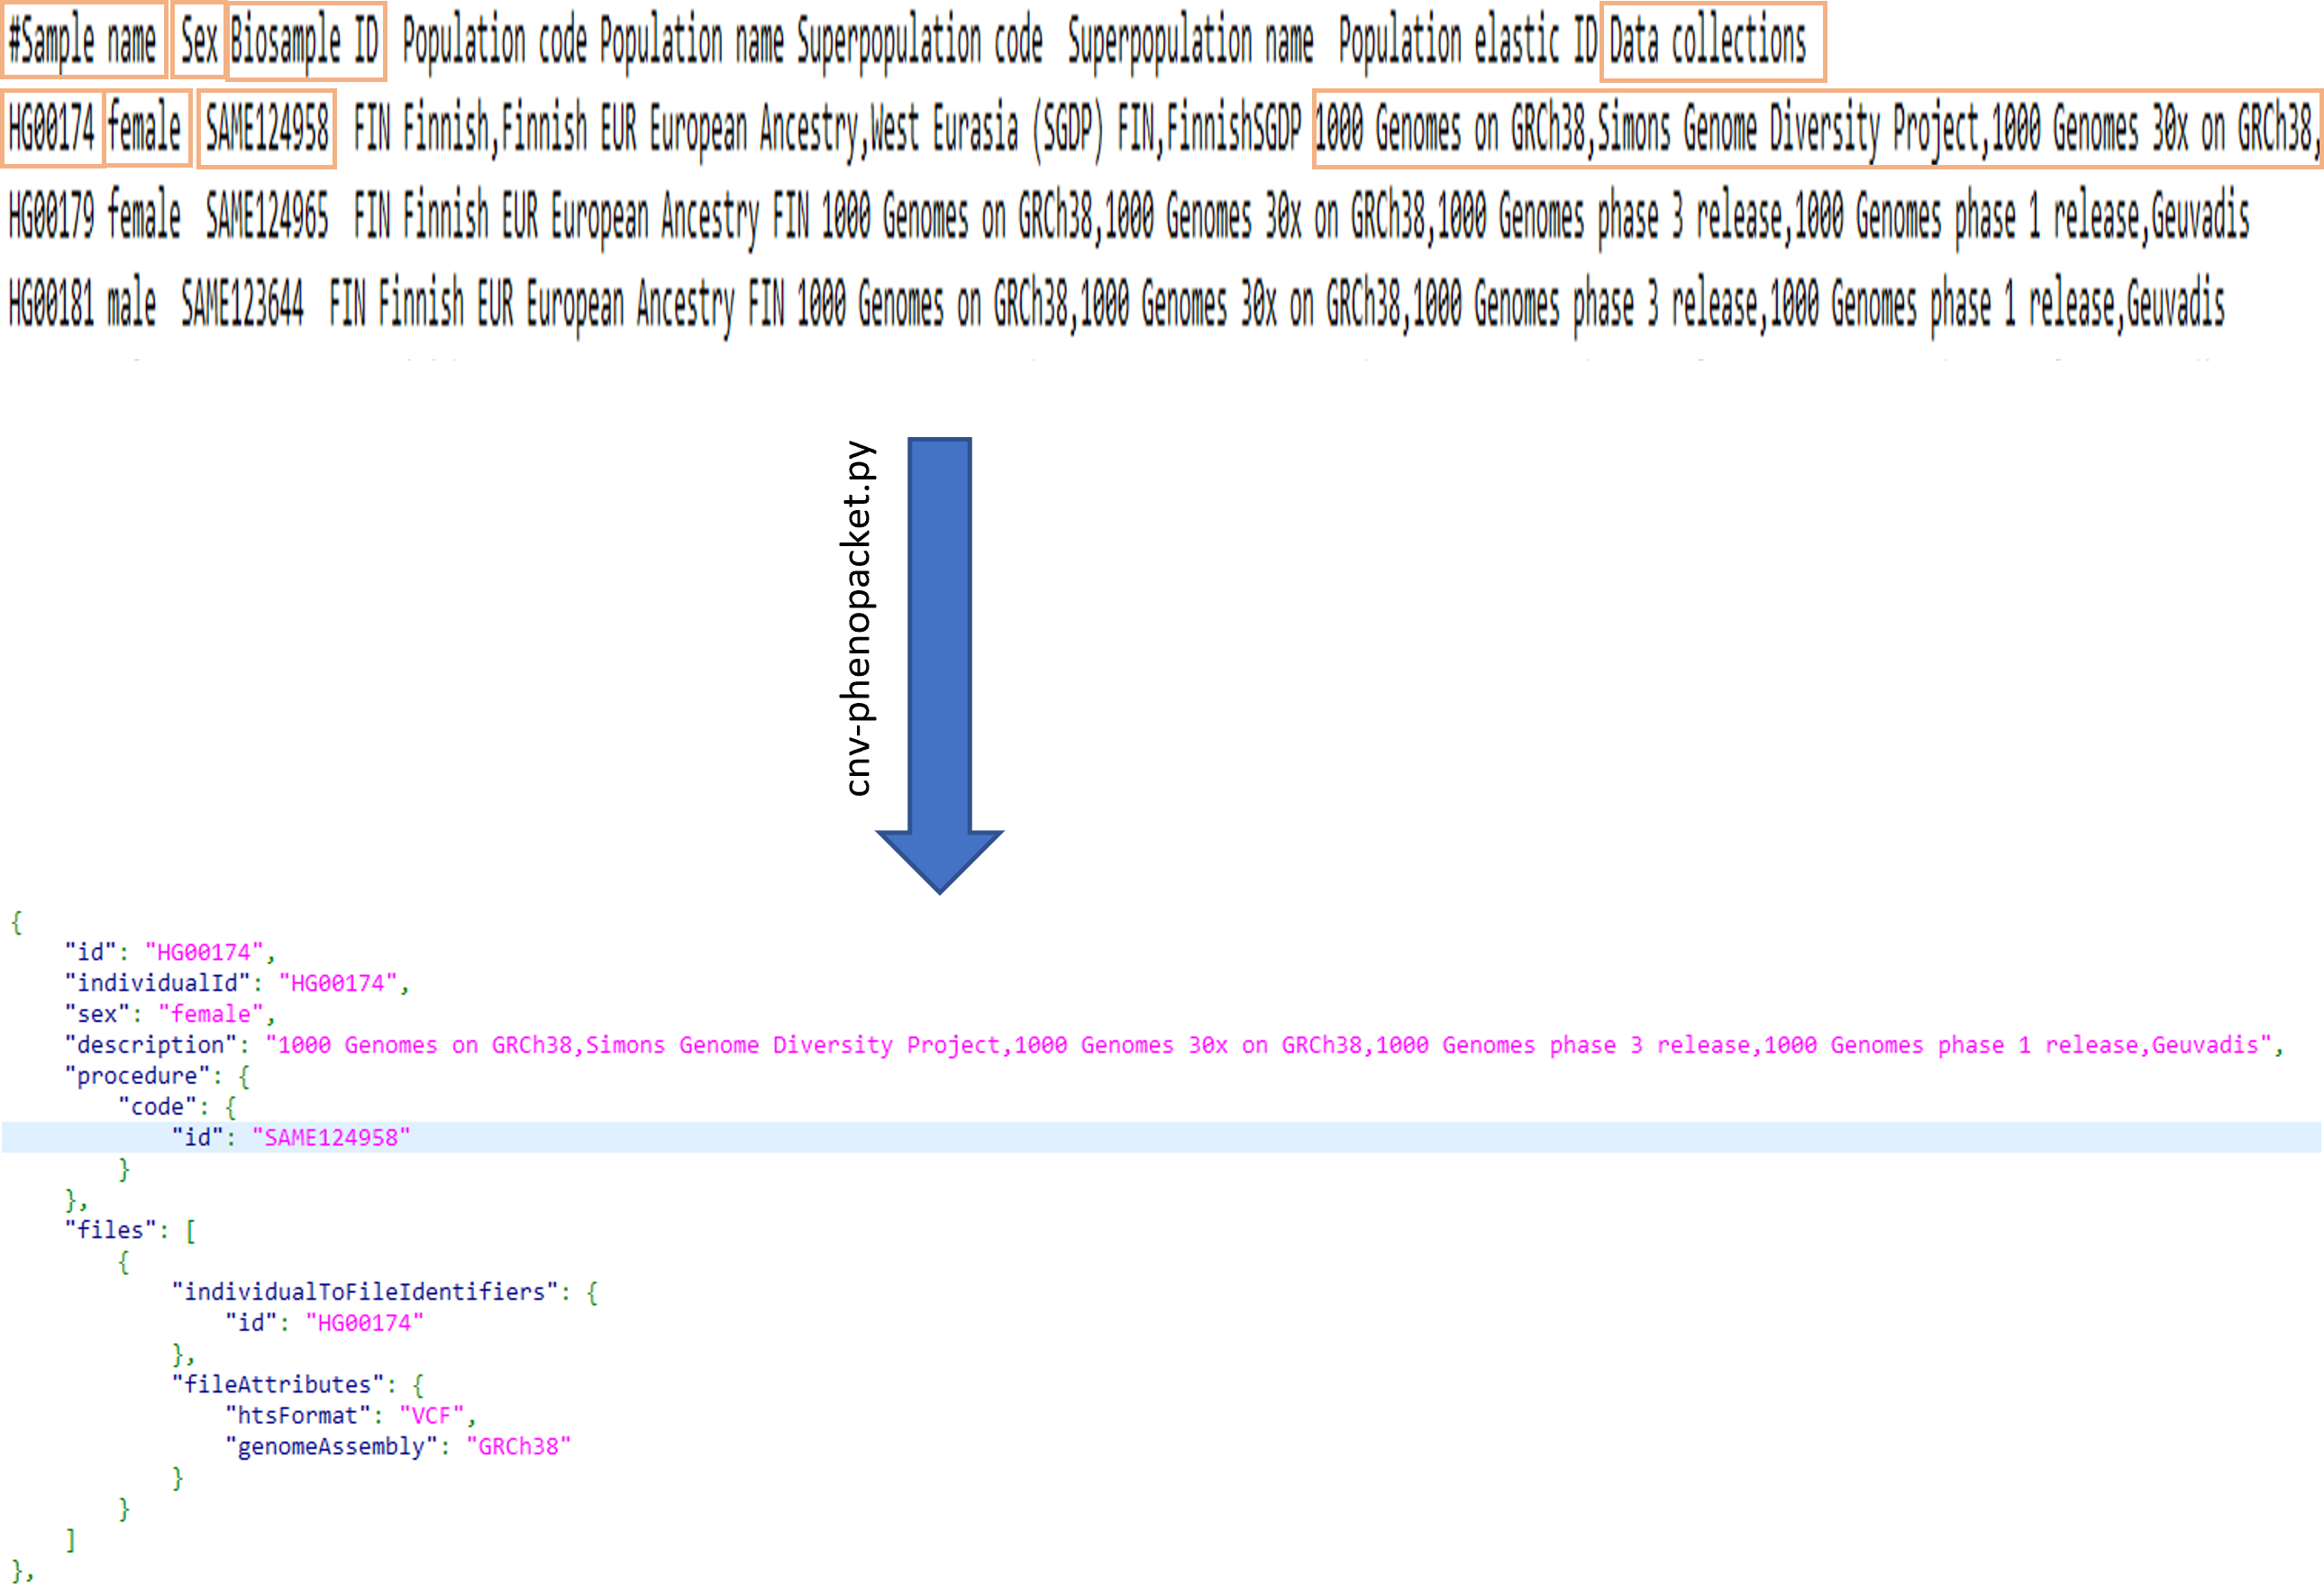 #Sample name Sex Biosample ID Population code Population name Superpopulation code Superpopulation name Population elastic ID Data collections
HG00174 female SAME124958 FIN Finnish,Finnish EUR European Ancestry,West Eurasia (SGDP) FIN,FinnishSGDP 1000 Genomes on GRCh38,Simons Genome Diversity Project,1000 Genomes 30x on GRCh38,
HG00179 female SAME124965 FIN Finnish EUR European Ancestry FIN 1000 Genomes on GRCh38,1000 Genomes 30x on GRCh38,1000 Genomes phase 3 release,1000 Genomes phase 1 release,Geuvadis
HG00181 male SAME123644 FIN Finnish EUR European Ancestry FIN 1000 Genomes on GRCh38,1000 Genomes 30x on GRCh38,1000 Genomes phase 3 release,1000 Genomes phase 1 release,Geuvadis
cnv-phenopacket.py
{
"id": "HG00174",
"individualId": "HG00174",
"sex": "female",
"description": "1000 Genomes on GRCh38,Simons Genome Diversity Project,1000 Genomes 30x on GRCh38,1000 Genomes phase 3 release,1000 Genomes phase 1 release,Geuvadis",
"procedure": {
"code": {
"id": "SAME124958"
}
},
"files": [
{
"individualToFileIdentifiers": {
"id": "HG00174"
},
"fileAttributes": {
"htsFormat": "VCF",
"genomeAssembly": "GRCh38"
}
}
]
},